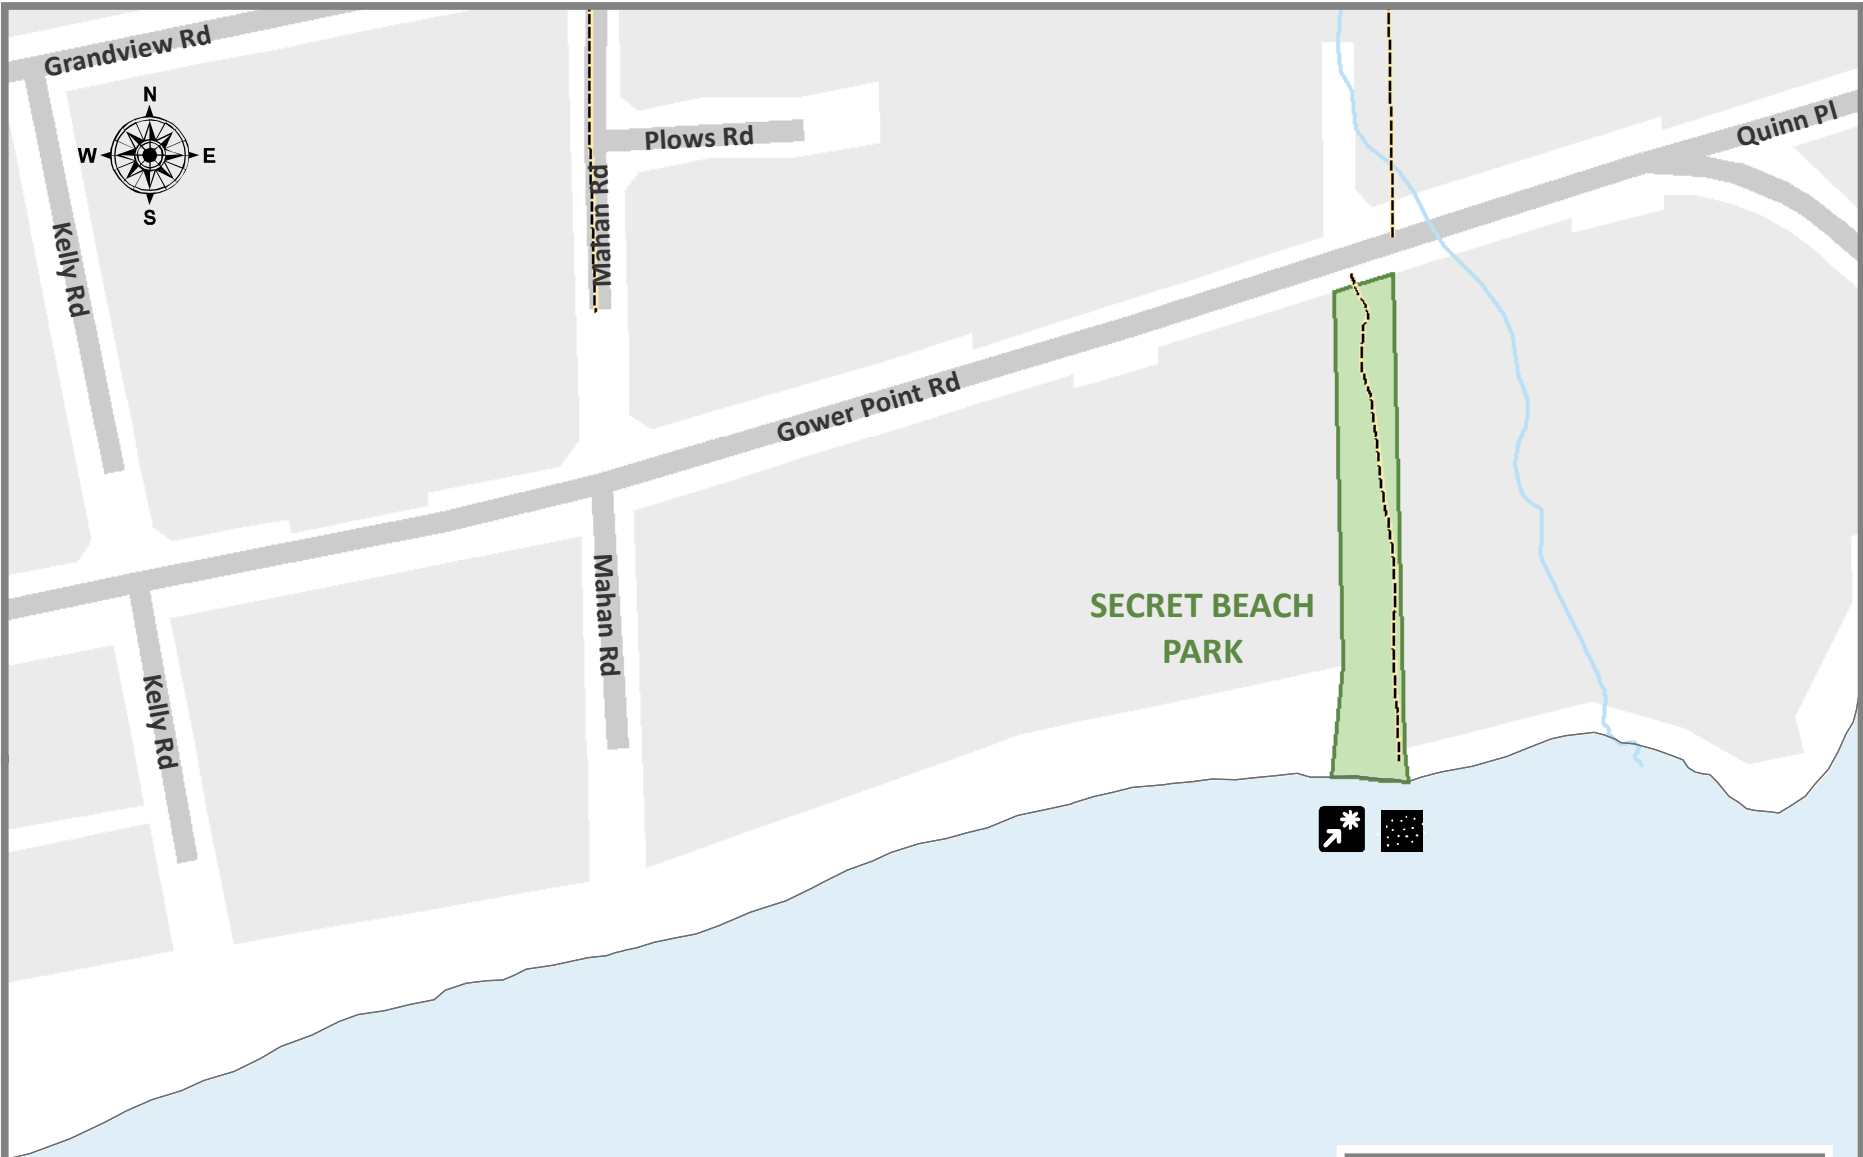 Grandview Rd
N
W
E
S
Plows Rd
Quinn Pl
Mahan Rd
Kelly Rd
Gower Point Rd
Mahan Rd
SECRET BEACH
PARK
Kelly Rd